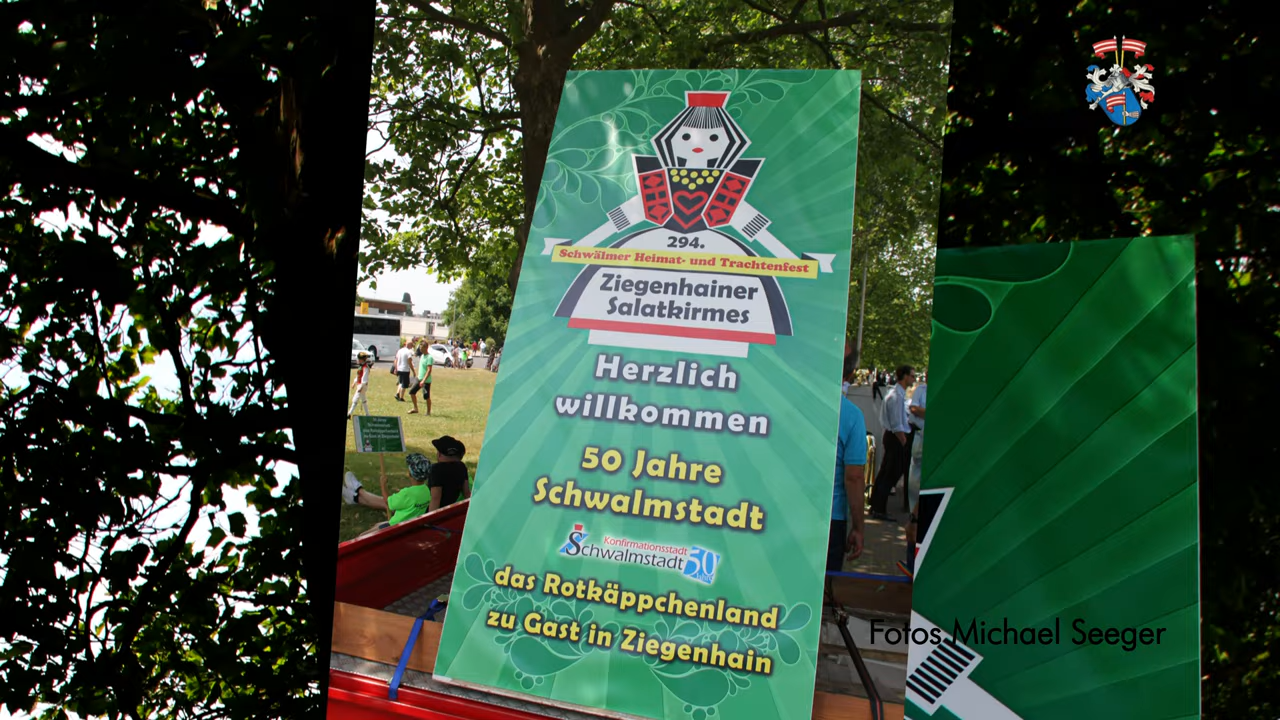 294.
Schwälmer Heimat- und Trachtenfest
Ziegenhainer
Salatkirmes
Herzlich
willkommen
50 Jahre
Schwalmstadt
Konfirmationsstadt
Schwalmstadt 50
das Rotkäppchenland
zu Gast in Ziegenhain
Fotos Michael Seeger